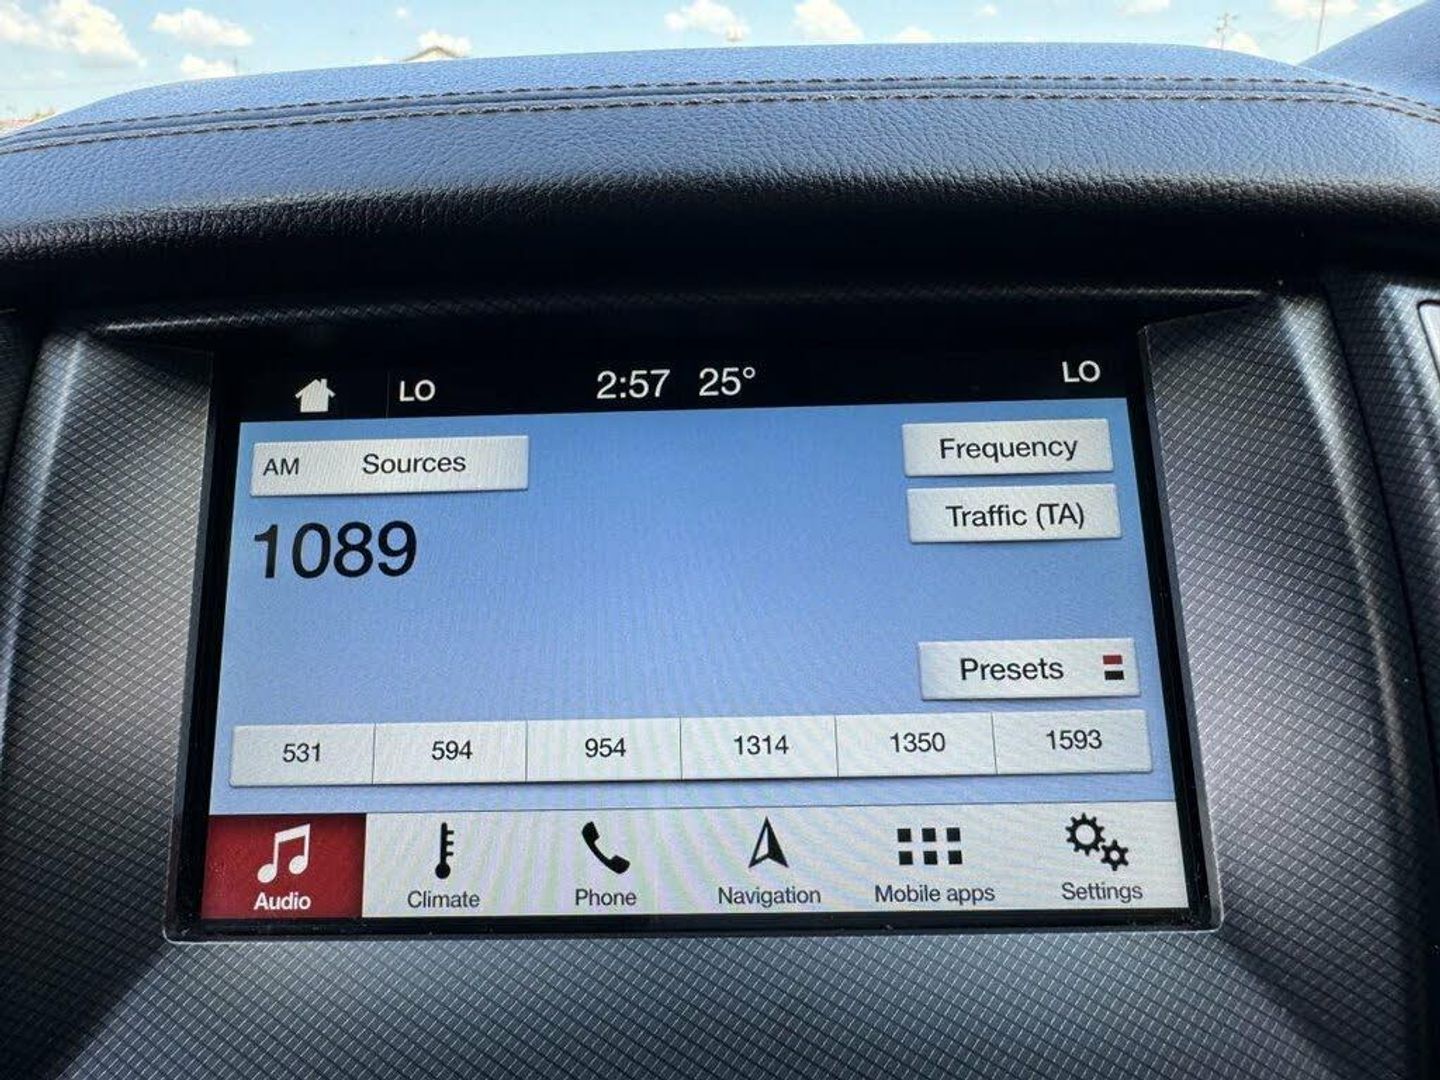 LO 2:57 25° LO
AM Sources
Frequency
1089
Traffic (TA)
Presets
531 594 954 1314 1350 1593
Audio Climate Phone Navigation Mobile apps Settings